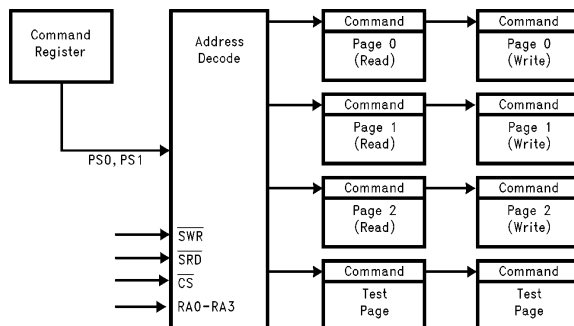 Command
Register
PS0, PS1
Address
Decode
SWR
SRD
CS
RA0-RA3
Command
Page 0
(Read)
Command
Page 0
(Write)
Command
Page 1
(Read)
Command
Page 1
(Write)
Command
Page 2
(Read)
Command
Page 2
(Write)
Command
Test
Page
Command
Test
Page